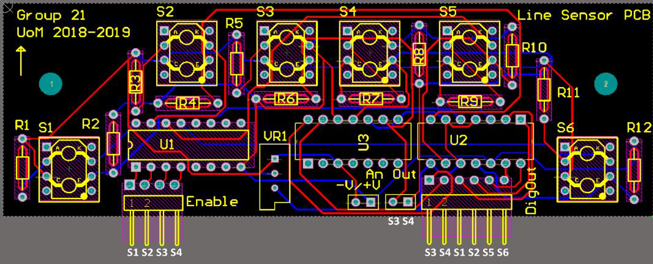 Group 21
UoM 2018-2019
Line Sensor PCB
S2
S3
S4
S5
R5
R8
R10
R3
R4
R6
R7
R9
R11
1
2
R1
S1
R2
U1
VR1
U3
U2
S6
R12
An Out
-V/+V
DigOut
1 2
Enable
1 2
S3 S4
S1 S2 S3 S4
S3 S4 S1 S2 S5 S6